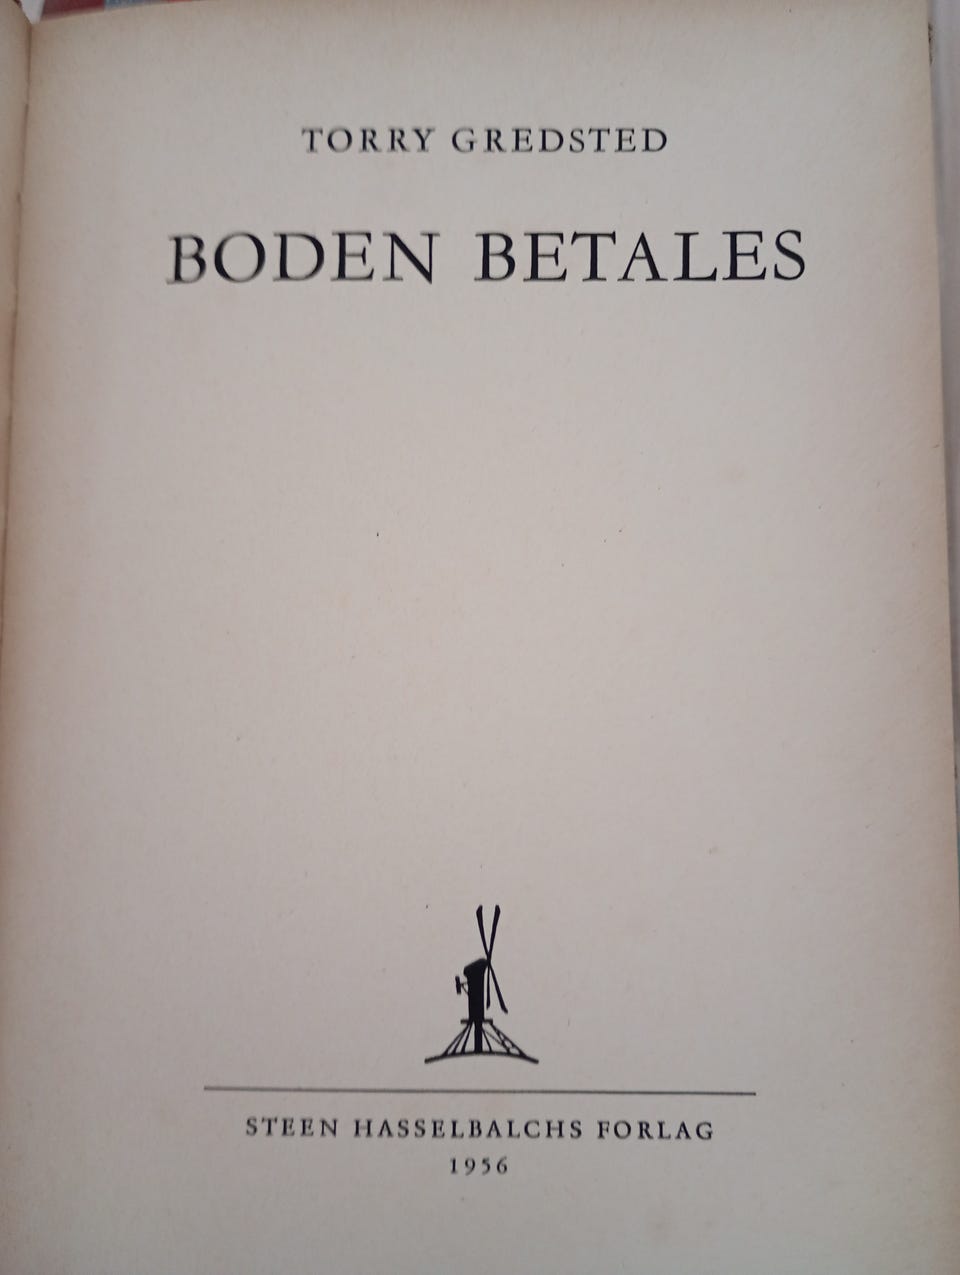 TORRY GREDSTED
BODEN BETALES
STEEN HASSELBALCHS FORLAG
1956